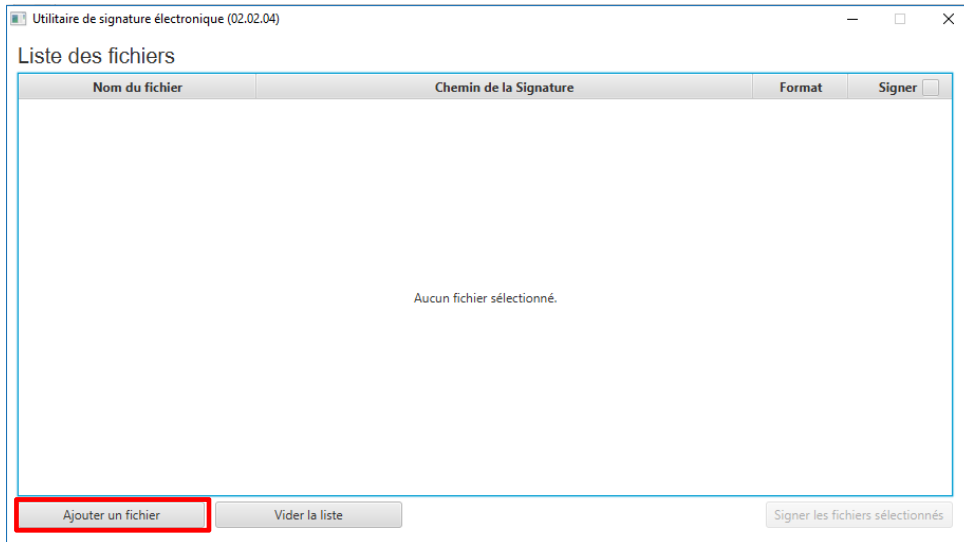 Utilitaire de signature électronique (02.02.04)
Liste des fichiers
Nom du fichier Chemin de la Signature Format Signer
Aucun fichier sélectionné.
Ajouter un fichier Vider la liste Signer les fichiers sélectionnés